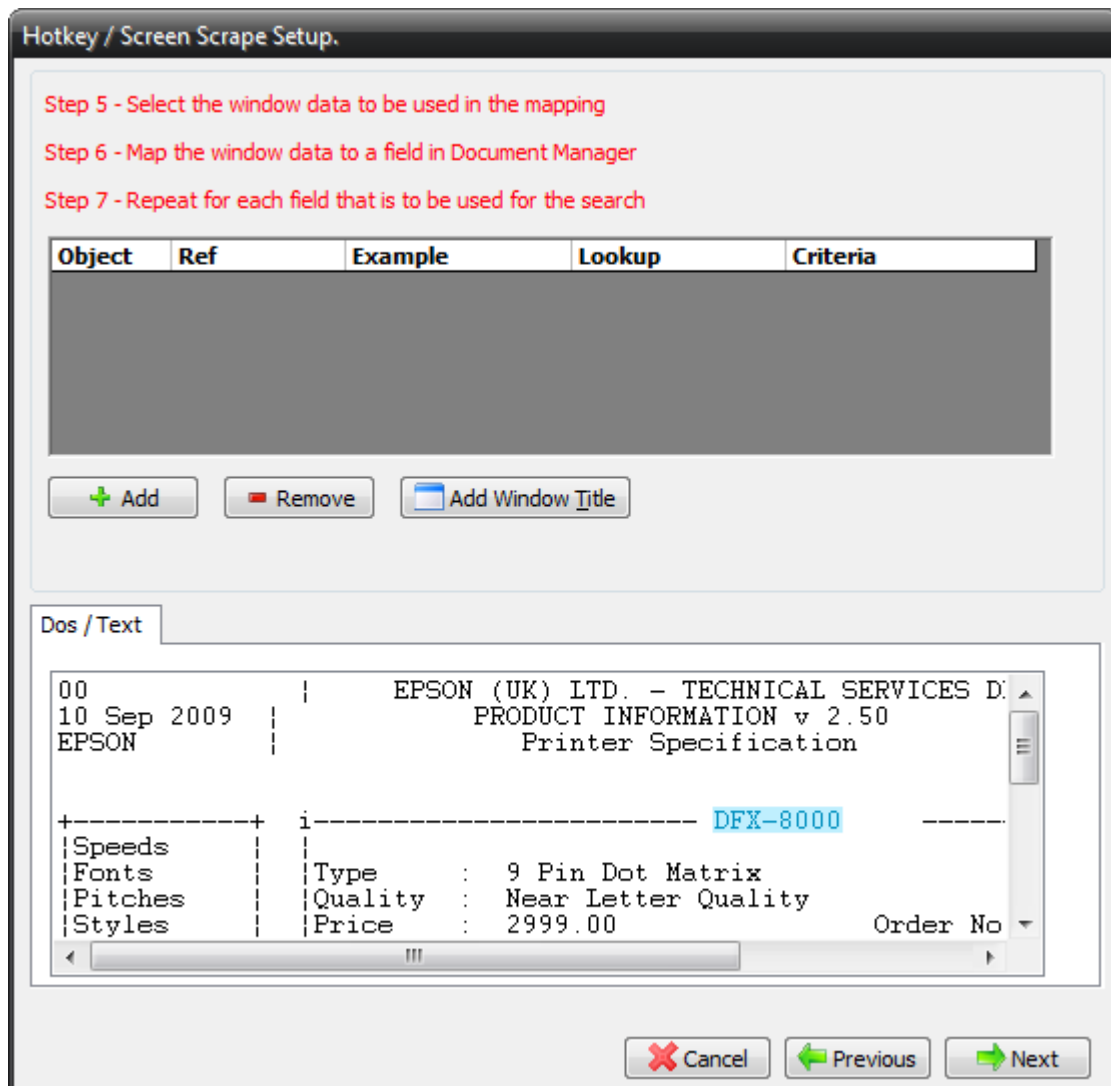 Hotkey / Screen Scrape Setup.
Step 5 - Select the window data to be used in the mapping
Step 6 - Map the window data to a field in Document Manager
Step 7 - Repeat for each field that is to be used for the search
Object Ref Example Lookup Criteria
Add Remove Add Window Title
Dos / Text
00 ¦ EPSON (UK) LTD. - TECHNICAL SERVICES
10 Sep 2009 ¦ PRODUCT INFORMATION v 2.50
EPSON ¦ Printer Specification
+-----------+ i------------------------- DFX-8000 -----
¦Speeds ¦ ¦
¦Fonts ¦ ¦Type : 9 Pin Dot Matrix
¦Pitches ¦ ¦Quality : Near Letter Quality
¦Styles ¦ ¦Price : 2999.00 Order No
Cancel Previous Next